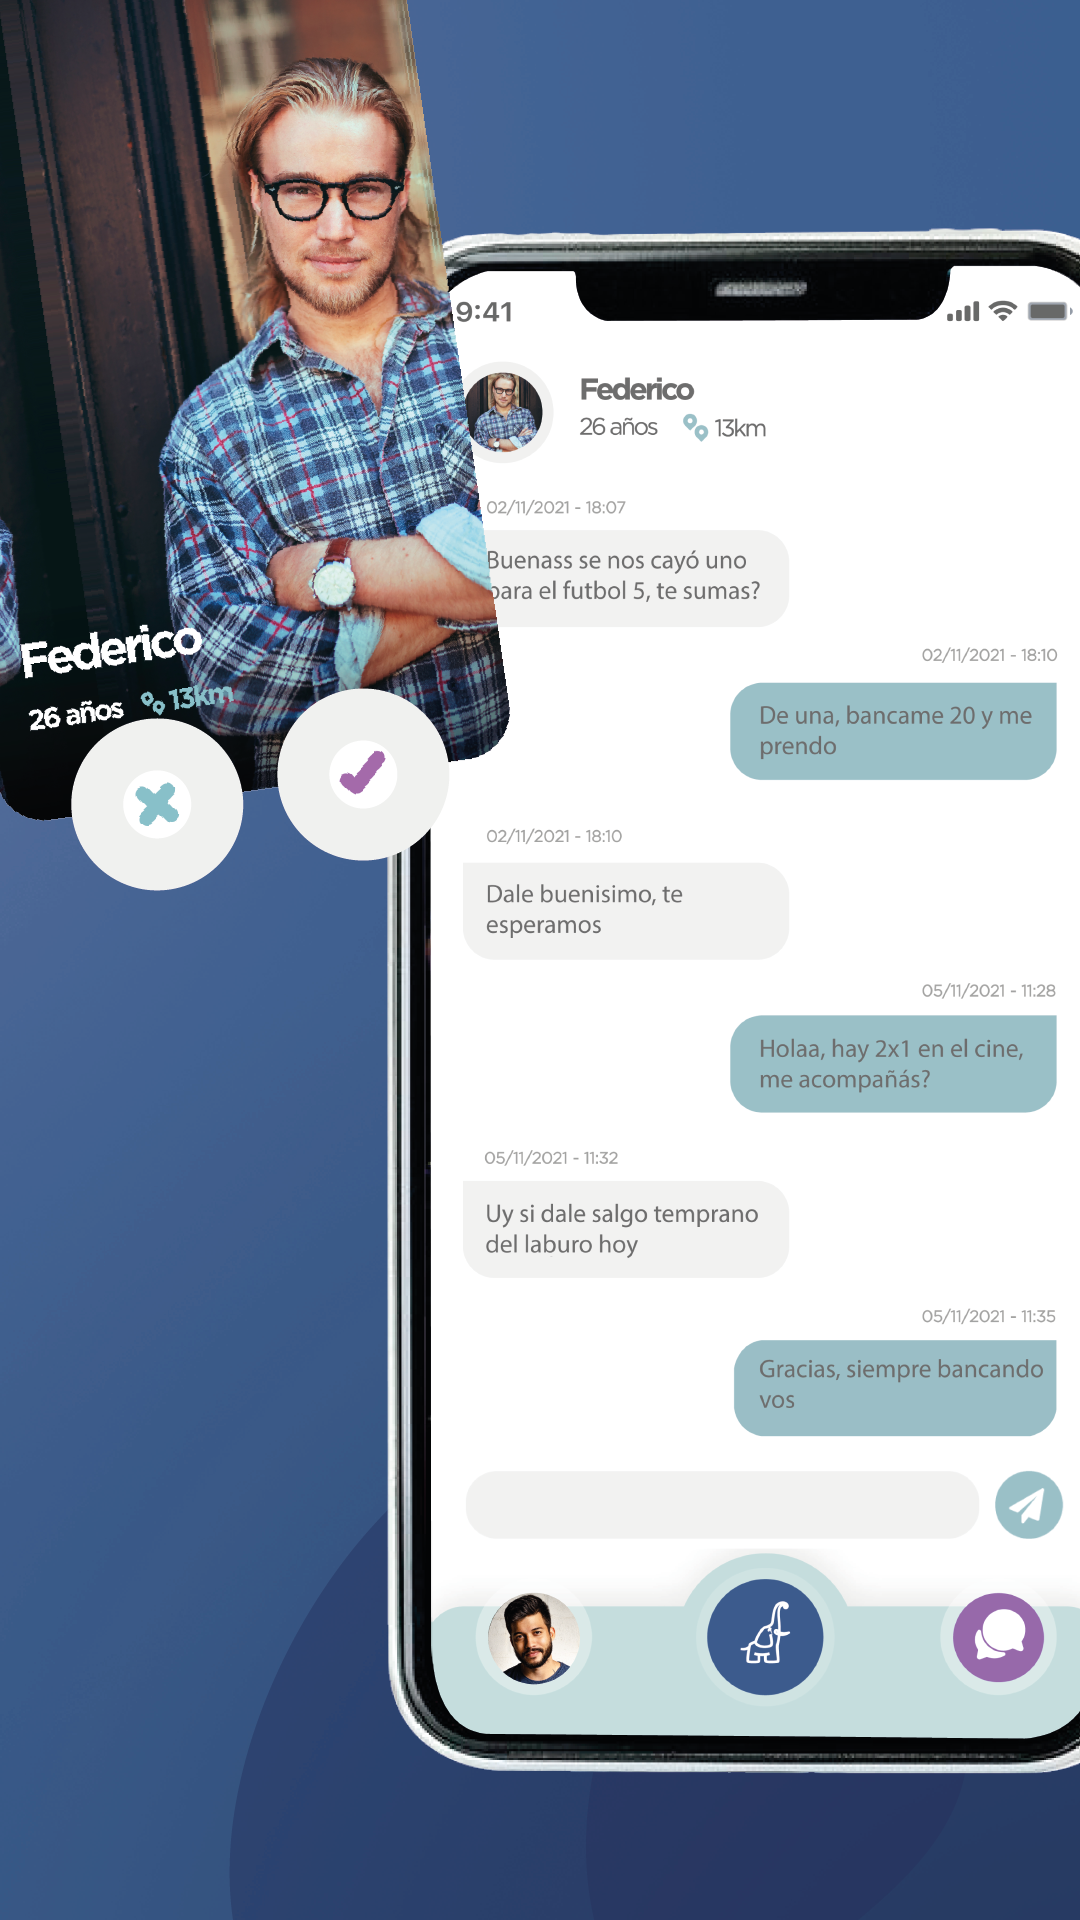 Federico
26 años 13km
9:41
Federico
26 años 13km
02/11/2021 - 18:07
Buenass se nos cayó uno
para el futbol 5, te sumas?
02/11/2021 - 18:10
De una, bancame 20 y me
prendo
02/11/2021 - 18:10
Dale buenisimo, te
esperamos
05/11/2021 - 11:28
Holaa, hay 2x1 en el cine,
me acompañás?
05/11/2021 - 11:32
Uy si dale salgo temprano
del laburo hoy
05/11/2021 - 11:35
Gracias, siempre bancando
vos